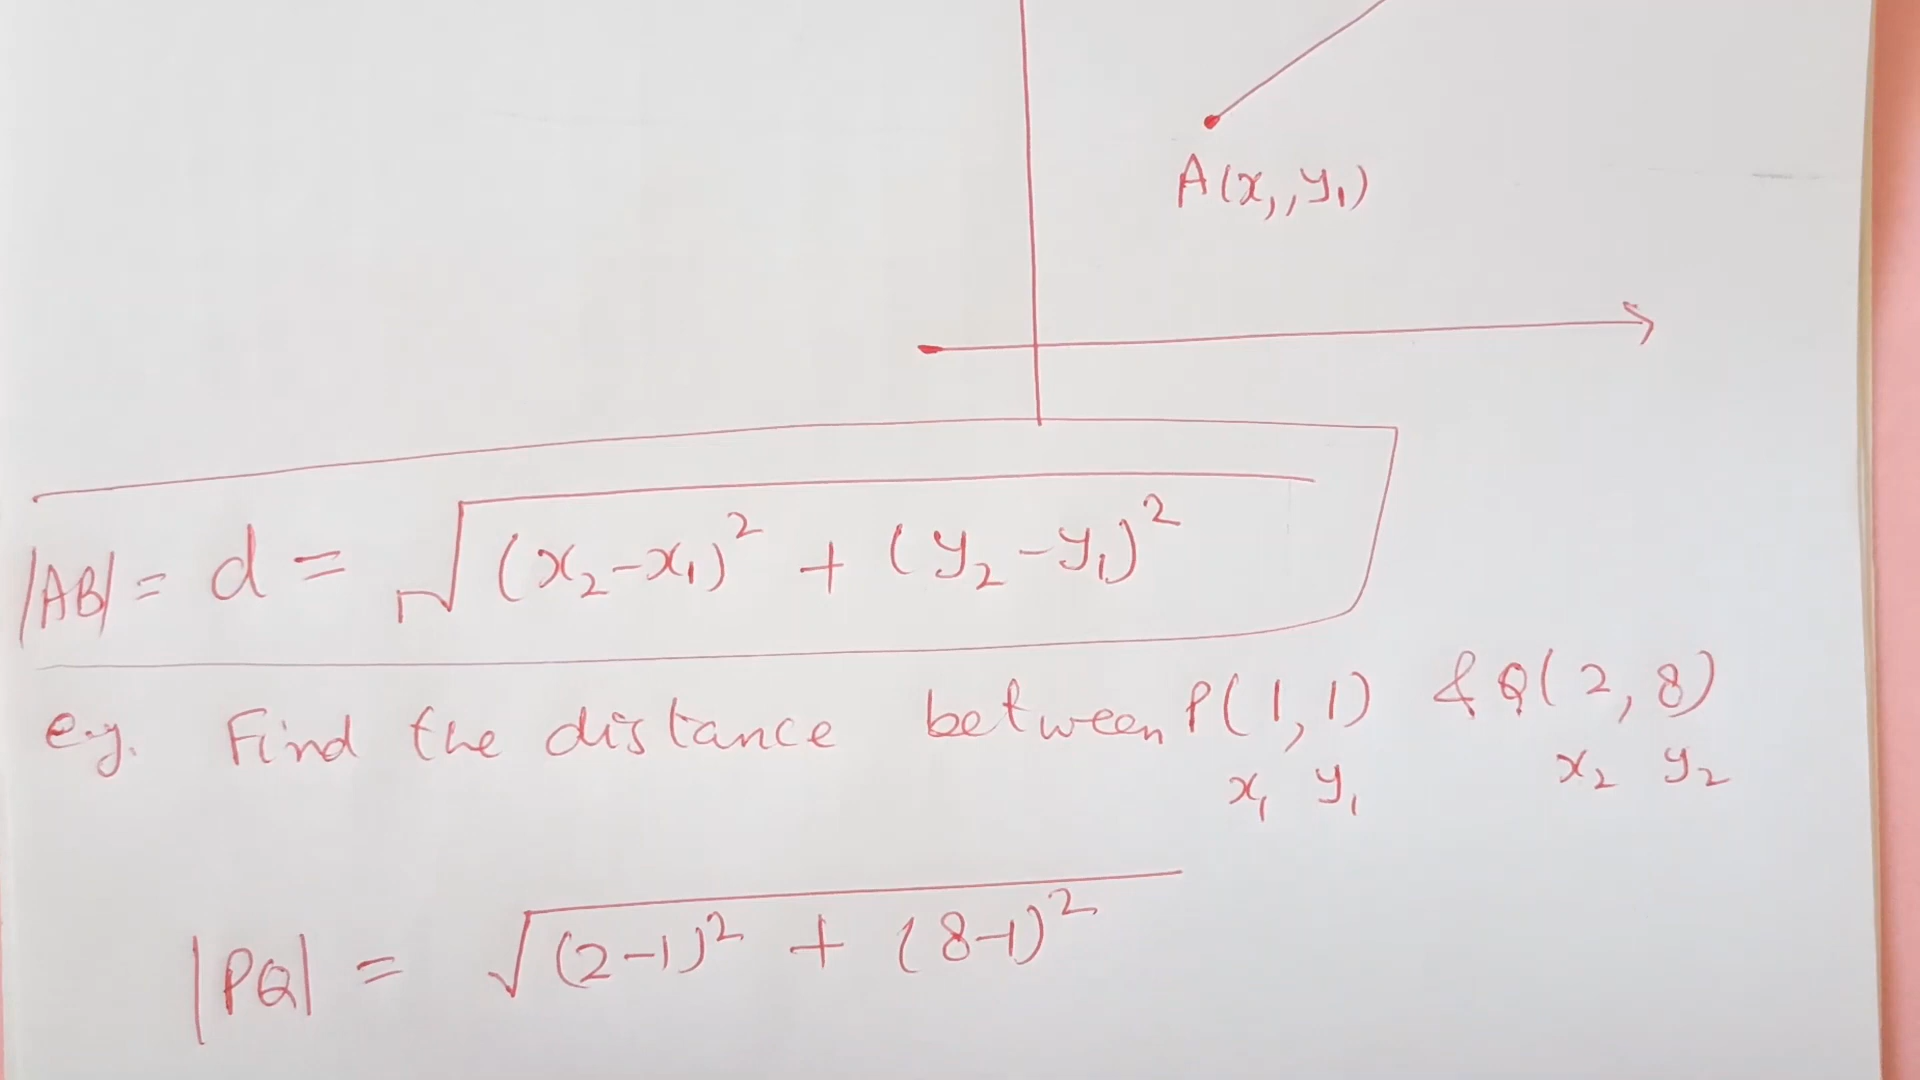 A(x₁, y₁)
|AB| = d = √((x₂-x₁)² + (y₂-y₁)²)
e.g. Find the distance between P(1,1) & Q(2,8)
x₁ y₁ x₂ y₂
|PQ| = √((2-1)² + (8-1)²)